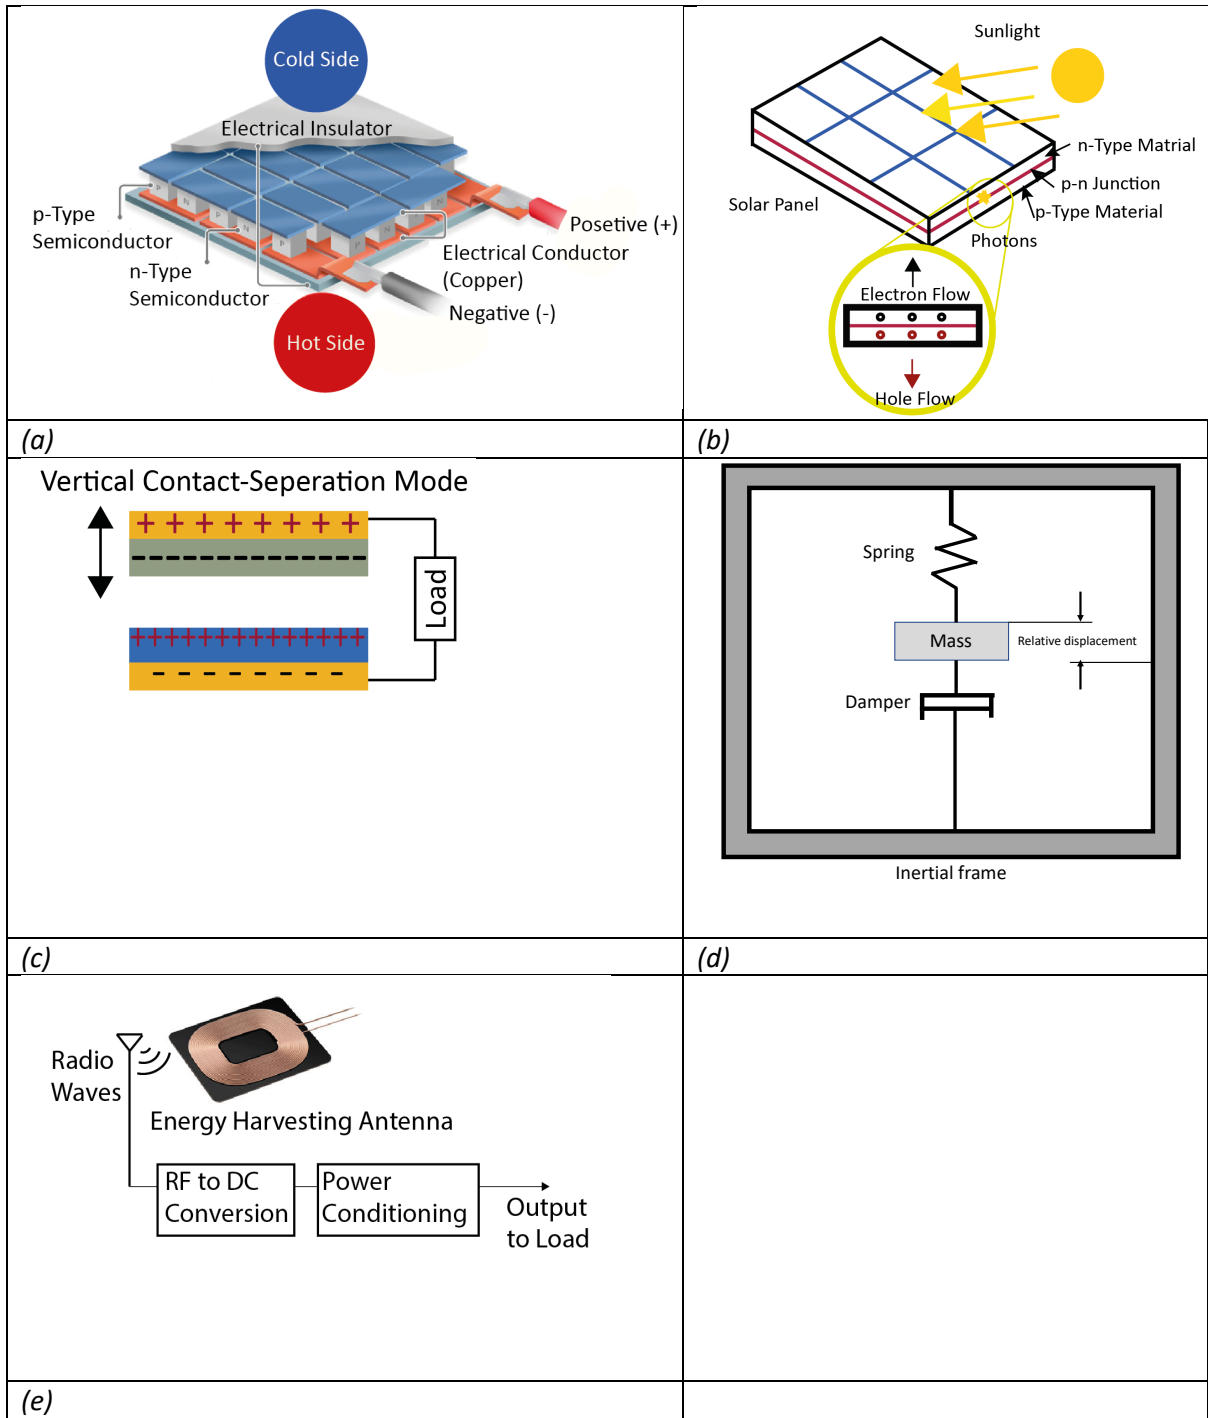 Cold Side
Electrical Insulator
P
N
P
N
P
N
p-Type
Semiconductor
n-Type
Semiconductor
Posetive (+)
Electrical Conductor
(Copper)
Negative (-)
Hot Side
(a)
Sunlight
n-Type Matrial
p-n Junction
p-Type Material
Solar Panel
Photons
Electron Flow
Hole Flow
(b)
Vertical Contact-Seperation Mode
+ + + + + + + +
Load
+ + + + + + + + + + + + + +
- - - - - - - -
(c)
Spring
Mass
Relative displacement
Damper
Inertial frame
(d)
Radio
Waves
Energy Harvesting Antenna
RF to DC
Conversion
Power
Conditioning
Output
to Load
(e)